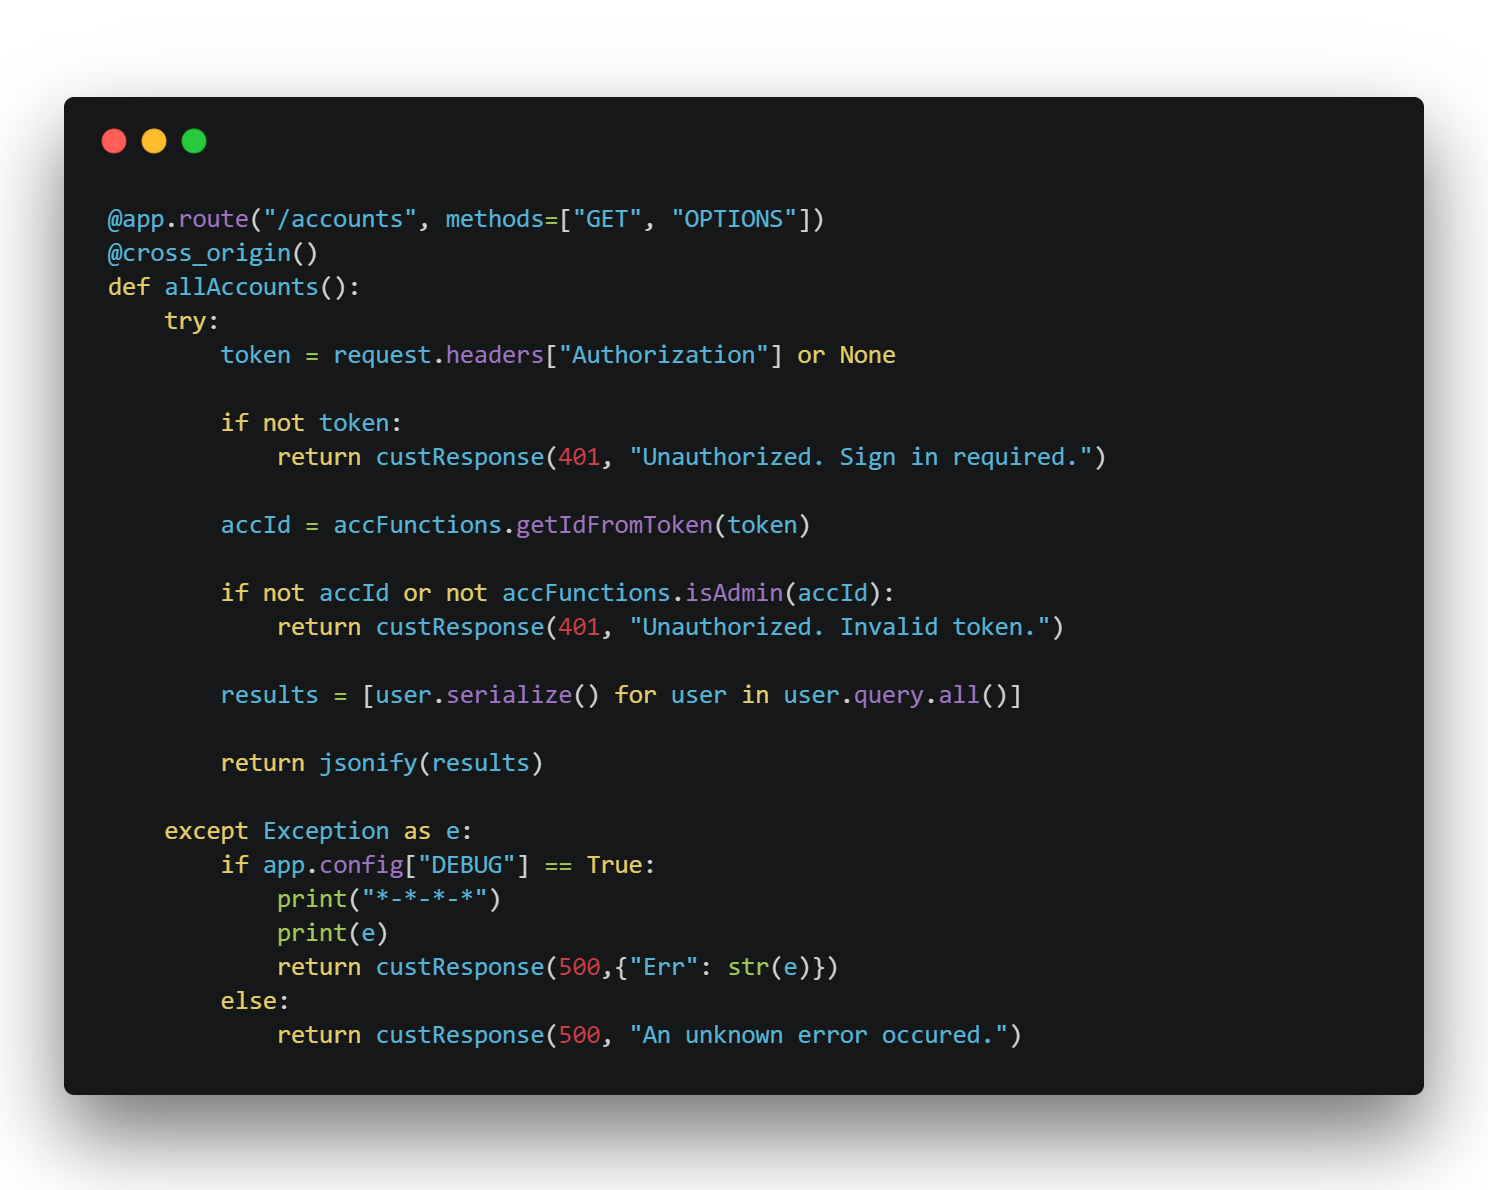 @app.route("/accounts", methods=["GET", "OPTIONS"])
@cross_origin()
def allAccounts():
    try:
        token = request.headers["Authorization"] or None

        if not token:
            return custResponse(401, "Unauthorized. Sign in required.")

        accId = accFunctions.getIdFromToken(token)

        if not accId or not accFunctions.isAdmin(accId):
            return custResponse(401, "Unauthorized. Invalid token.")

        results = [user.serialize() for user in user.query.all()]

        return jsonify(results)

    except Exception as e:
        if app.config["DEBUG"] == True:
            print("*-*-*-*")
            print(e)
            return custResponse(500,{"Err": str(e)})
        else:
            return custResponse(500, "An unknown error occured.")